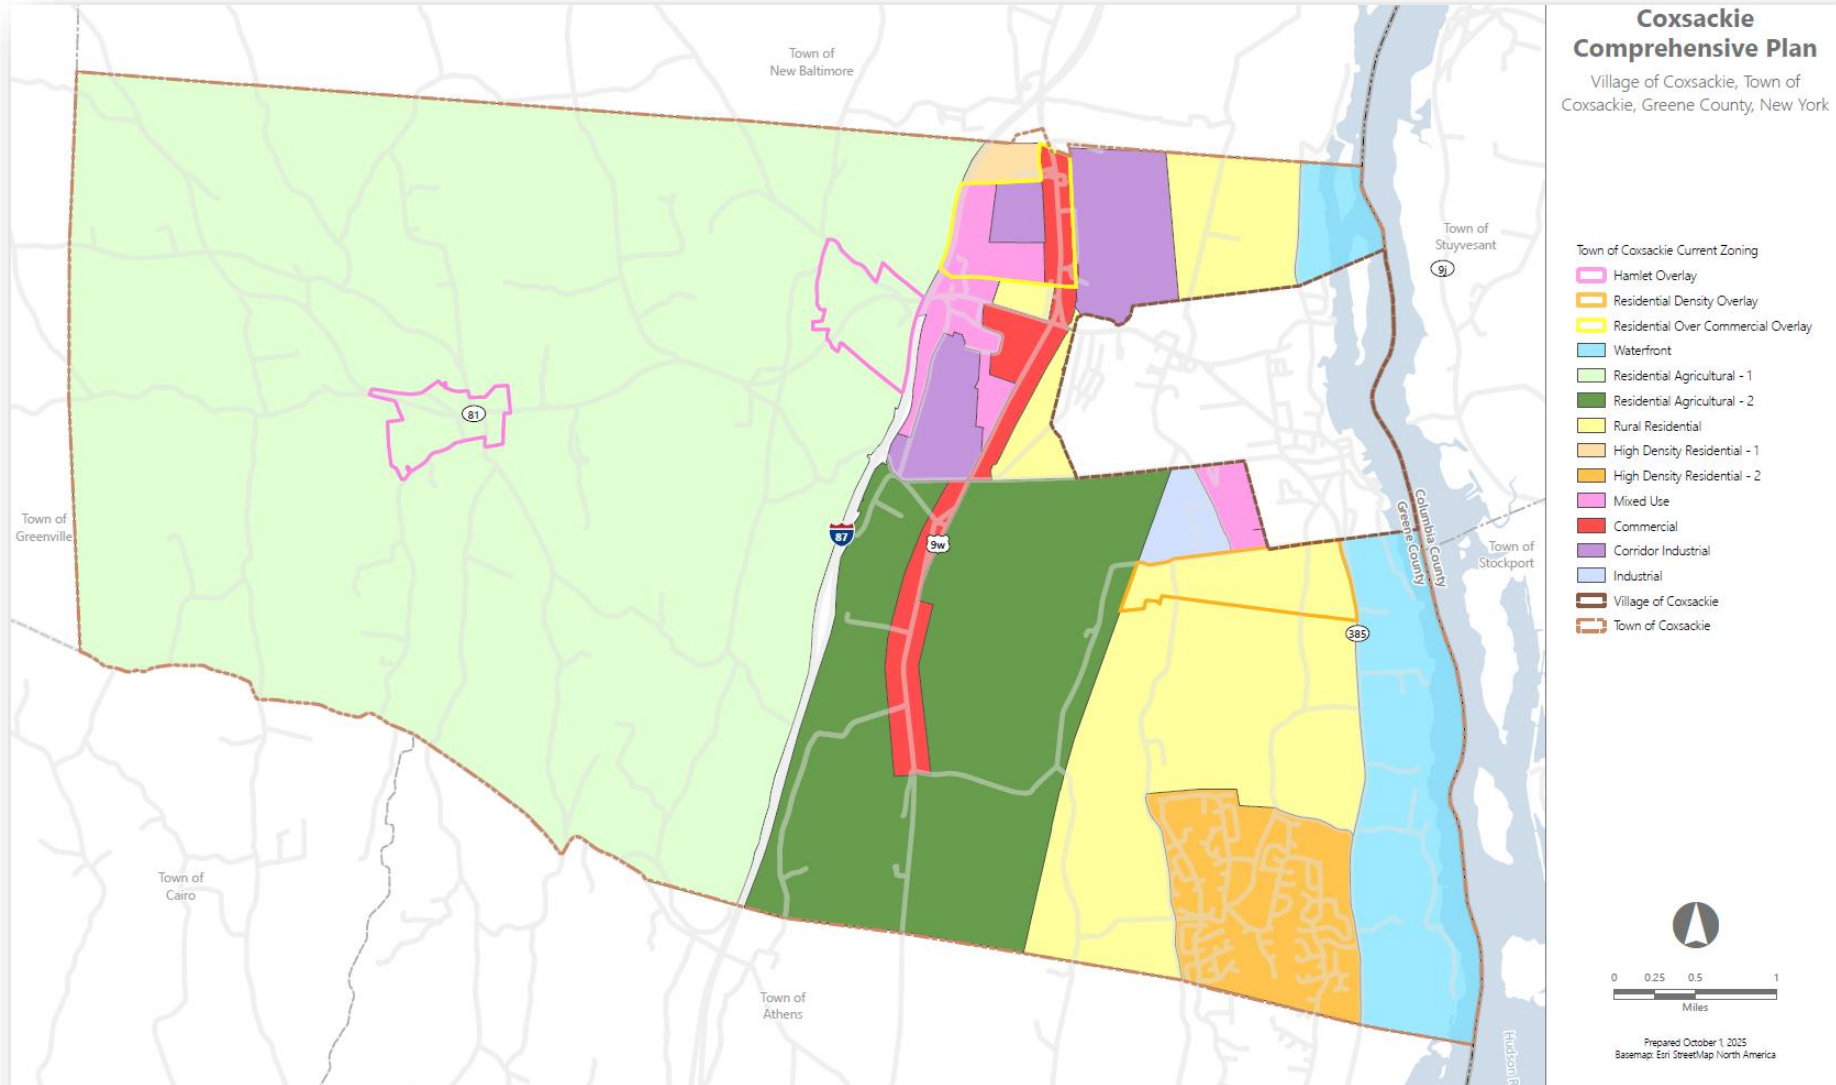 Coxsackie
Comprehensive Plan
Village of Coxsackie, Town of
Coxsackie, Greene County, New York
Town of
New Baltimore
Town of
Stuyvesant
9j
81
Town of
Greenville
87
9w
Columbia County
Greene County
Town of
Stockport
385
Town of
Cairo
Town of
Athens
Town of Coxsackie Current Zoning
Hamlet Overlay
Residential Density Overlay
Residential Over Commercial Overlay
Waterfront
Residential Agricultural - 1
Residential Agricultural - 2
Rural Residential
High Density Residential - 1
High Density Residential - 2
Mixed Use
Commercial
Corridor Industrial
Industrial
Village of Coxsackie
Town of Coxsackie
0 0.25 0.5 1
Miles
Prepared October 1, 2025
Basemap: Esri StreetMap North America
Hudson